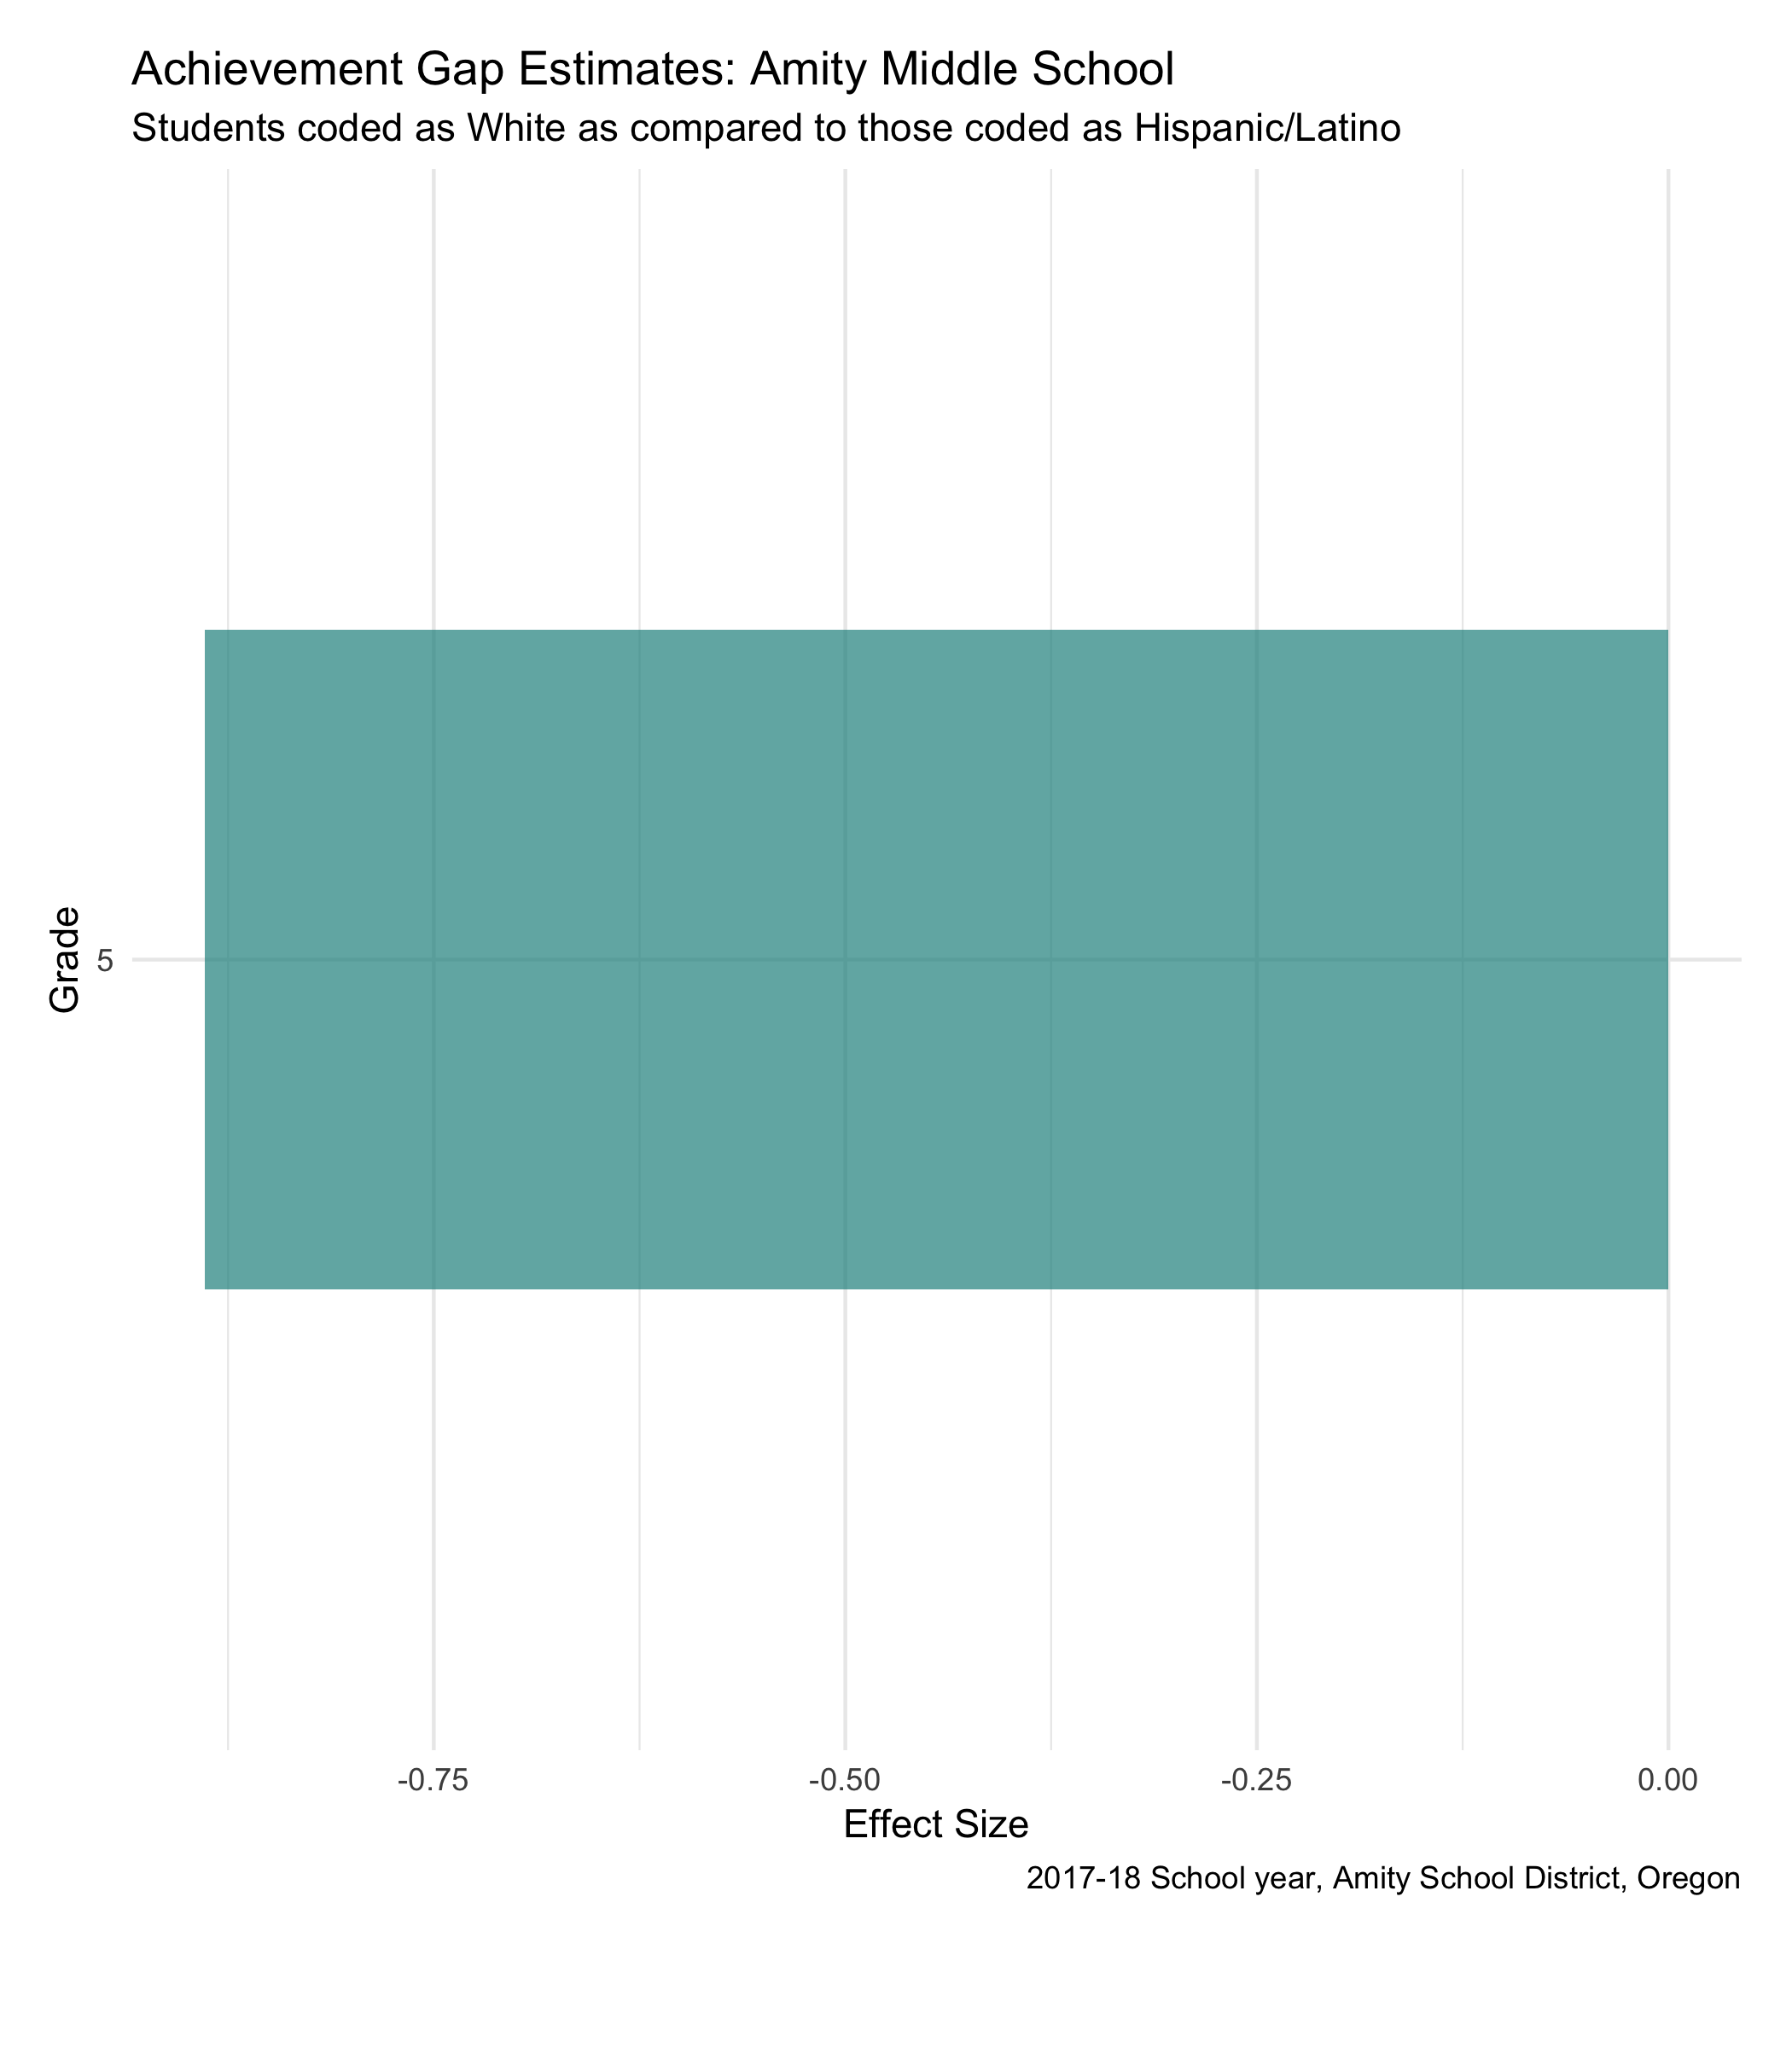 Achievement Gap Estimates: Amity Middle School
Students coded as White as compared to those coded as Hispanic/Latino
Grade
5
-0.75 -0.50 -0.25 0.00
Effect Size
2017-18 School year, Amity School District, Oregon